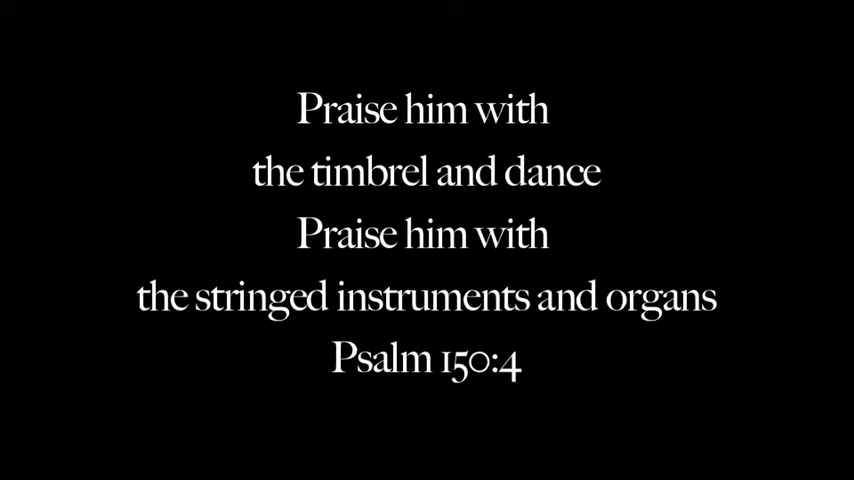 Praise him with
the timbrel and dance
Praise him with
the stringed instruments and organs
Psalm 150:4